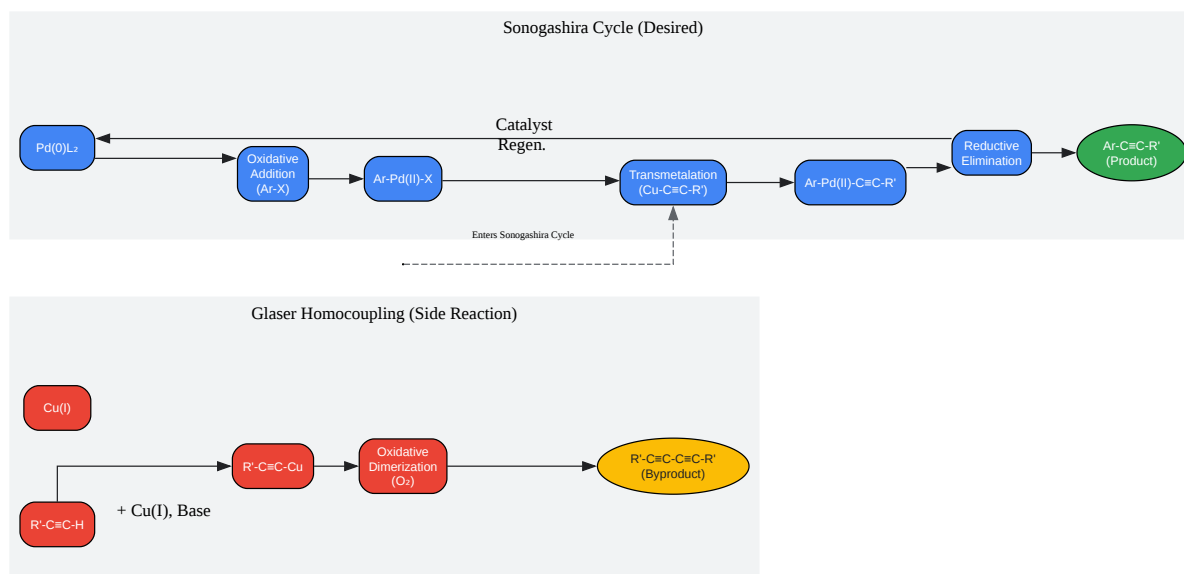 Sonogashira Cycle (Desired)
Catalyst
Regen.
Pd(0)L₂
Oxidative
Addition
(Ar-X)
Ar-Pd(II)-X
Transmetalation
(Cu-C≡C-R')
Ar-Pd(II)-C≡C-R'
Reductive
Elimination
Ar-C≡C-R'
(Product)
Enters Sonogashira Cycle
Glaser Homocoupling (Side Reaction)
Cu(I)
R'-C≡C-H
+ Cu(I), Base
R'-C≡C-Cu
Oxidative
Dimerization
(O₂)
R'-C≡C-C≡C-R'
(Byproduct)